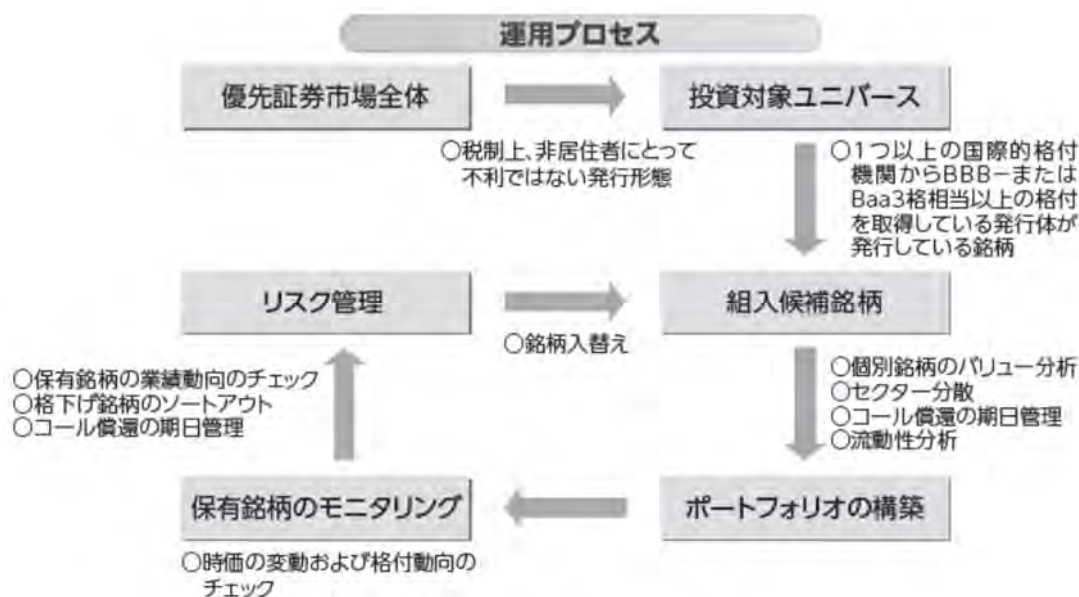 運用プロセス
優先証券市場全体
投資対象ユニバース
○税制上、非居住者にとって
不利ではない発行形態
○1つ以上の国際的格付
機関からBBB−または
Baa3格相当以上の格付
を取得している発行体が
発行している銘柄
リスク管理
組入候補銘柄
○銘柄入替え
○保有銘柄の業績動向のチェック
○格下げ銘柄のソートアウト
○コール償還の期日管理
○個別銘柄のバリュー分析
○セクター分散
○コール償還の期日管理
○流動性分析
保有銘柄のモニタリング
ポートフォリオの構築
○時価の変動および格付動向の
チェック